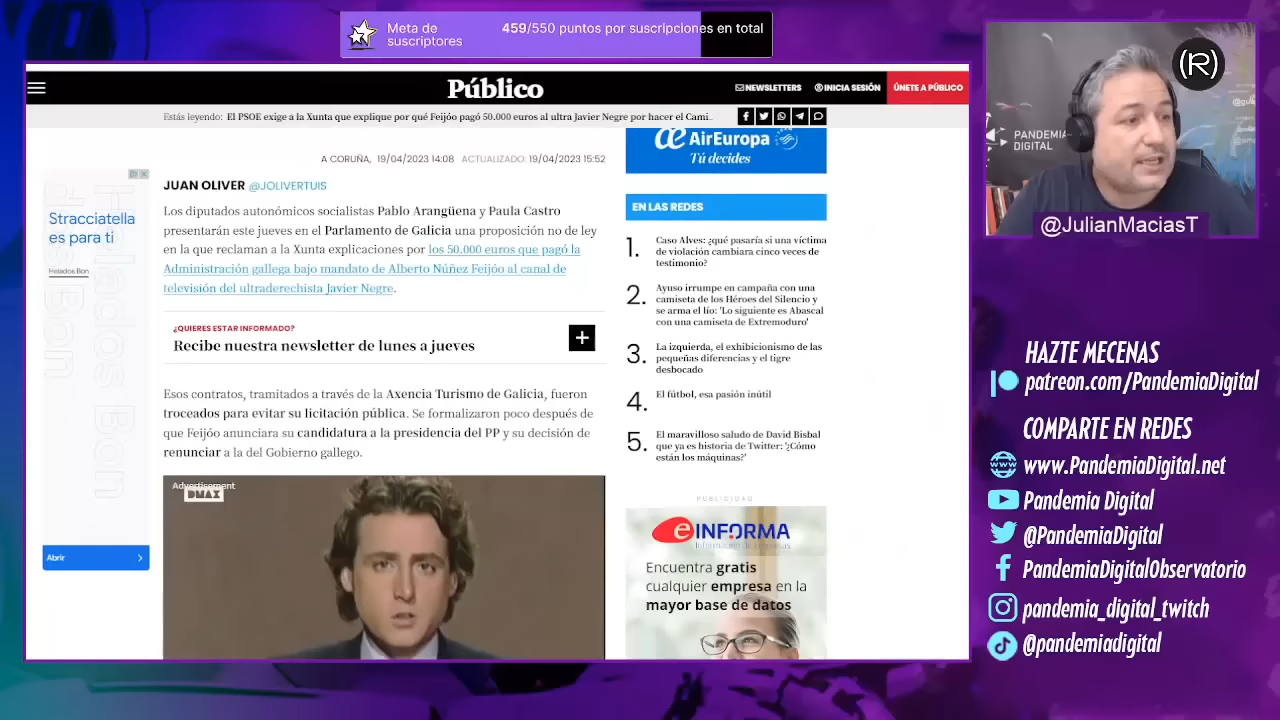 Meta de
suscriptores
459/550 puntos por suscripciones en total
Público
NEWSLETTERS
INICIA SESIÓN
ÚNETE A PÚBLICO
Estás leyendo: El PSOE exige a la Xunta que explique por qué Feijóo pagó 50.000 euros al ultra Javier Negre por hacer el Cami..
A CORUÑA, 19/04/2023 14:08 ACTUALIZADO: 19/04/2023 15:52
JUAN OLIVER @JOLIVERTUIS
Los diputados autonómicos socialistas Pablo Arangüena y Paula Castro
presentarán este jueves en el Parlamento de Galicia una proposición no de ley
en la que reclaman a la Xunta explicaciones por los 50.000 euros que pagó la
Administración gallega bajo mandato de Alberto Núñez Feijóo al canal de
televisión del ultraderechista Javier Negre.
¿QUIERES ESTAR INFORMADO?
Recibe nuestra newsletter de lunes a jueves
Esos contratos, tramitados a través de la Axencia Turismo de Galicia, fueron
troceados para evitar su licitación pública. Se formalizaron poco después de
que Feijóo anunciara su candidatura a la presidencia del PP y su decisión de
renunciar a la del Gobierno gallego.
Advertisement
DMAX
Stracciatella
es para ti
Helados Bon
Helados Bon
Abrir
AirEuropa
Tú decides
EN LAS REDES
1. Caso Alves: ¿qué pasaría si una víctima
de violación cambiara cinco veces de
testimonio?
2. Ayuso irrumpe en campaña con una
camiseta de los Héroes del Silencio y
se arma el lío: 'Lo siguiente es Abascal
con una camiseta de Extremoduro'
3. La izquierda, el exhibicionismo de las
pequeñas diferencias y el tigre
desbocado
4. El fútbol, esa pasión inútil
5. El maravilloso saludo de David Bisbal
que ya es historia de Twitter: '¿Cómo
están los máquinas?'
PUBLICIDAD
eINFORMA
Información de Empresas
Encuentra gratis
cualquier empresa en la
mayor base de datos
(R)
PANDEMIA
DIGITAL
@JulianMaciasT
HAZTE MECENAS
patreon.com/PandemiaDigital
COMPARTE EN REDES
www.PandemiaDigital.net
Pandemia Digital
@PandemiaDigital
PandemiaDigitalObservatorio
pandemia_digital_twitch
@pandemiadigital